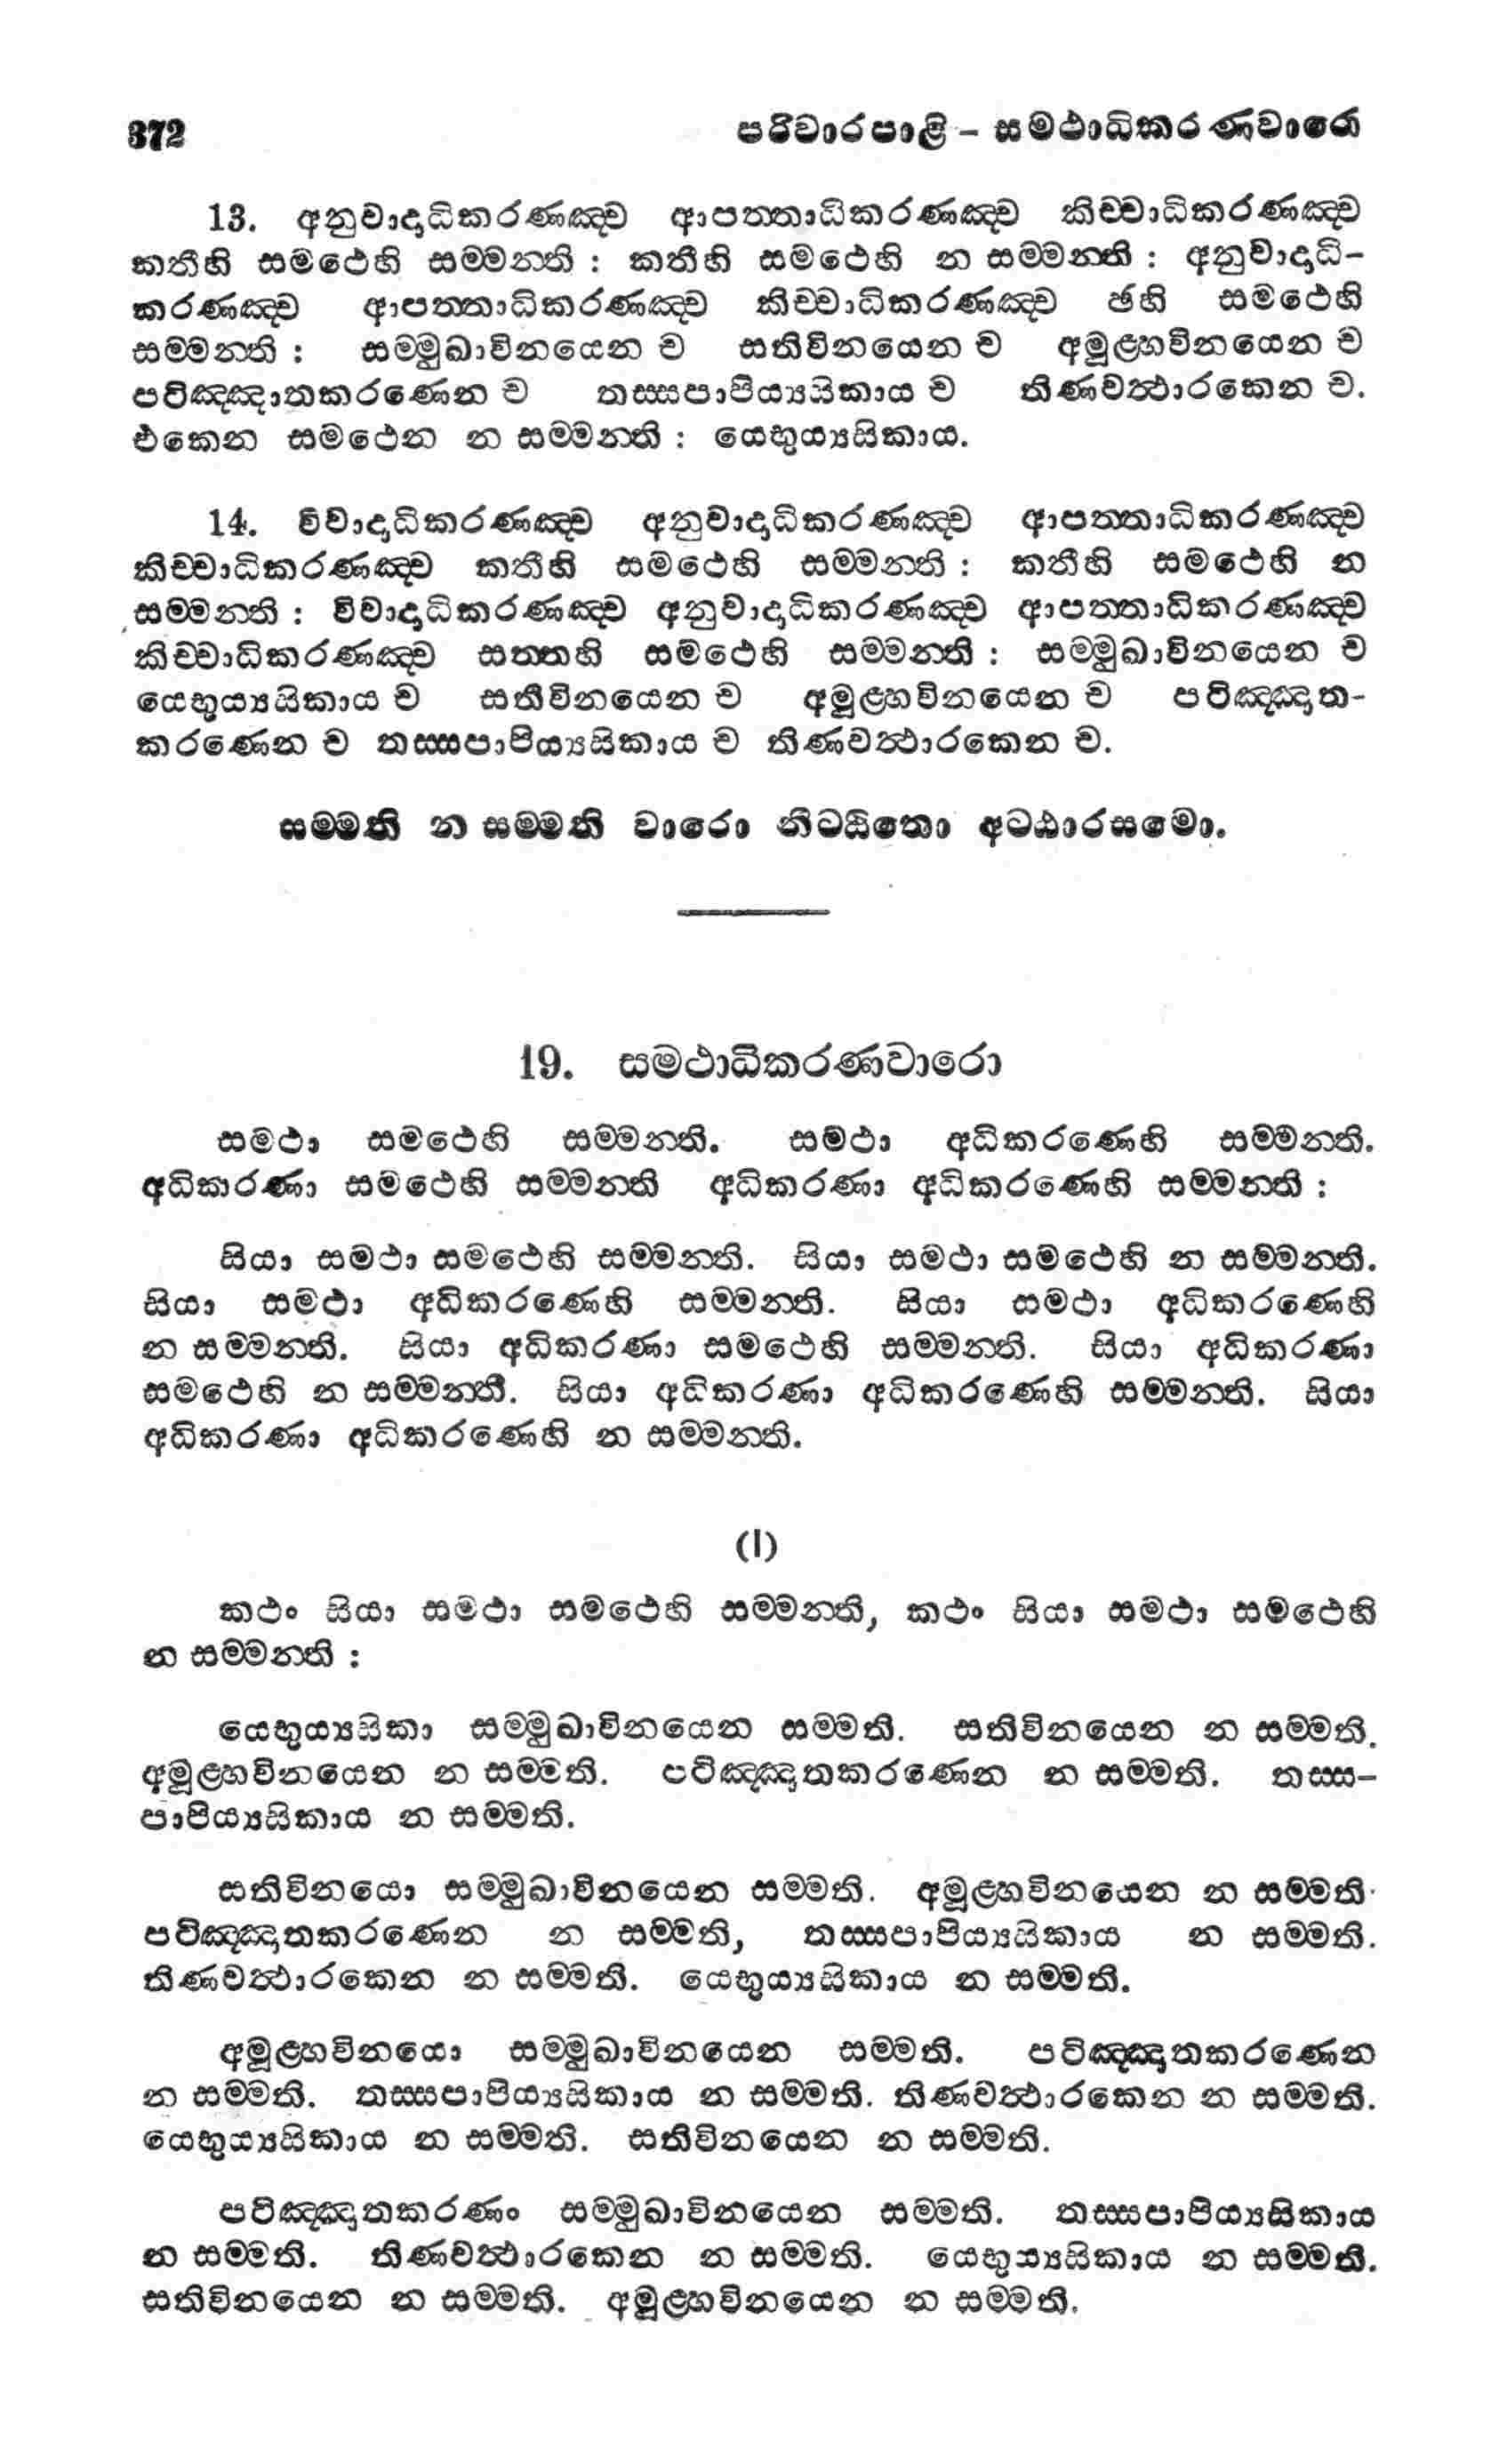 372 පරිවාරපාළි – සමථාධිකරණවාරො
13. අනුවාදාධිකරණඤ්ච ආපත්තාධිකරණඤ්ච කිච්චාධිකරණඤ්ච
කතීහි සමථෙහි සම්මන්ති : කතීහි සමථෙහි න සම්මන්ති : අනුවාදාධි-
කරණඤ්ච ආපත්තාධිකරණඤ්ච කිච්චාධිකරණඤ්ච ඡහි සමථෙහි
සම්මන්ති : සම්මුඛාවිනයෙන ච සතිවිනයෙන ච අමූළ්හවිනයෙන ච
පටිඤ්ඤාතකරණෙන ච තස්සපාපිය්‍යසිකාය ච තිණවත්ථාරකෙන ච.
එකෙන සමථෙන න සම්මන්ති : යෙභුය්‍යසිකාය.
14. විවාදාධිකරණඤ්ච අනුවාදාධිකරණඤ්ච ආපත්තාධිකරණඤ්ච
කිච්චාධිකරණඤ්ච කතීහි සමථෙහි සම්මන්ති : කතීහි සමථෙහි න
සම්මන්ති : විවාදාධිකරණඤ්ච අනුවාදාධිකරණඤ්ච ආපත්තාධිකරණඤ්ච
කිච්චාධිකරණඤ්ච සත්තහි සමථෙහි සම්මන්ති : සම්මුඛාවිනයෙන ච
යෙභුය්‍යසිකාය ච සතිවිනයෙන ච අමූළ්හවිනයෙන ච පටිඤ්ඤාත-
කරණෙන ච තස්සපාපිය්‍යසිකාය ච තිණවත්ථාරකෙන ච.
සම්මති න සම්මති වාරො නිට්ඨිතො අට්ඨාරසමො.
19. සමථාධිකරණවාරො
සමථා සමථෙහි සම්මන්ති. සමථා අධිකරණෙහි සම්මන්ති.
අධිකරණා සමථෙහි සම්මන්ති අධිකරණා අධිකරණෙහි සම්මන්ති :
සියා සමථා සමථෙහි සම්මන්ති. සියා සමථා සමථෙහි න සම්මන්ති.
සියා සමථා අධිකරණෙහි සම්මන්ති. සියා සමථා අධිකරණෙහි
න සම්මන්ති. සියා අධිකරණා සමථෙහි සම්මන්ති. සියා අධිකරණා
සමථෙහි න සම්මන්ති. සියා අධිකරණා අධිකරණෙහි සම්මන්ති. සියා
අධිකරණා අධිකරණෙහි න සම්මන්ති.
(I)
කථං සියා සමථා සමථෙහි සම්මන්ති, කථං සියා සමථා සමථෙහි
න සම්මන්ති :
යෙභුය්‍යසිකා සම්මුඛාවිනයෙන සම්මති. සතිවිනයෙන න සම්මති.
අමූළ්හවිනයෙන න සම්මති. පටිඤ්ඤාතකරණෙන න සම්මති. තස්ස-
පාපිය්‍යසිකාය න සම්මති.
සතිවිනයො සම්මුඛාවිනයෙන සම්මති. අමූළ්හවිනයෙන න සම්මති.
පටිඤ්ඤාතකරණෙන න සම්මති, තස්සපාපිය්‍යසිකාය න සම්මති.
තිණවත්ථාරකෙන න සම්මති. යෙභුය්‍යසිකාය න සම්මති.
අමූළ්හවිනයො සම්මුඛාවිනයෙන සම්මති. පටිඤ්ඤාතකරණෙන
න සම්මති. තස්සපාපිය්‍යසිකාය න සම්මති. තිණවත්ථාරකෙන න සම්මති.
යෙභුය්‍යසිකාය න සම්මති. සතිවිනයෙන න සම්මති.
පටිඤ්ඤාතකරණං සම්මුඛාවිනයෙන සම්මති. තස්සපාපිය්‍යසිකාය
න සම්මති. තිණවත්ථාරකෙන න සම්මති. යෙභුය්‍යසිකාය න සම්මති.
සතිවිනයෙන න සම්මති. අමූළ්හවිනයෙන න සම්මති.